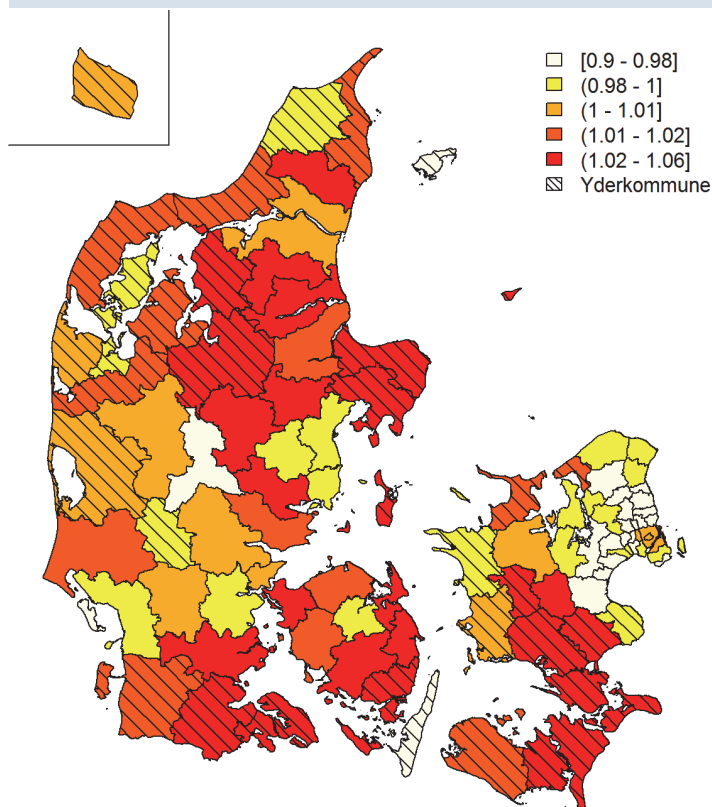 [0.9 - 0.98]
(0.98 - 1]
(1 - 1.01]
(1.01 - 1.02]
(1.02 - 1.06]
Yderkommune